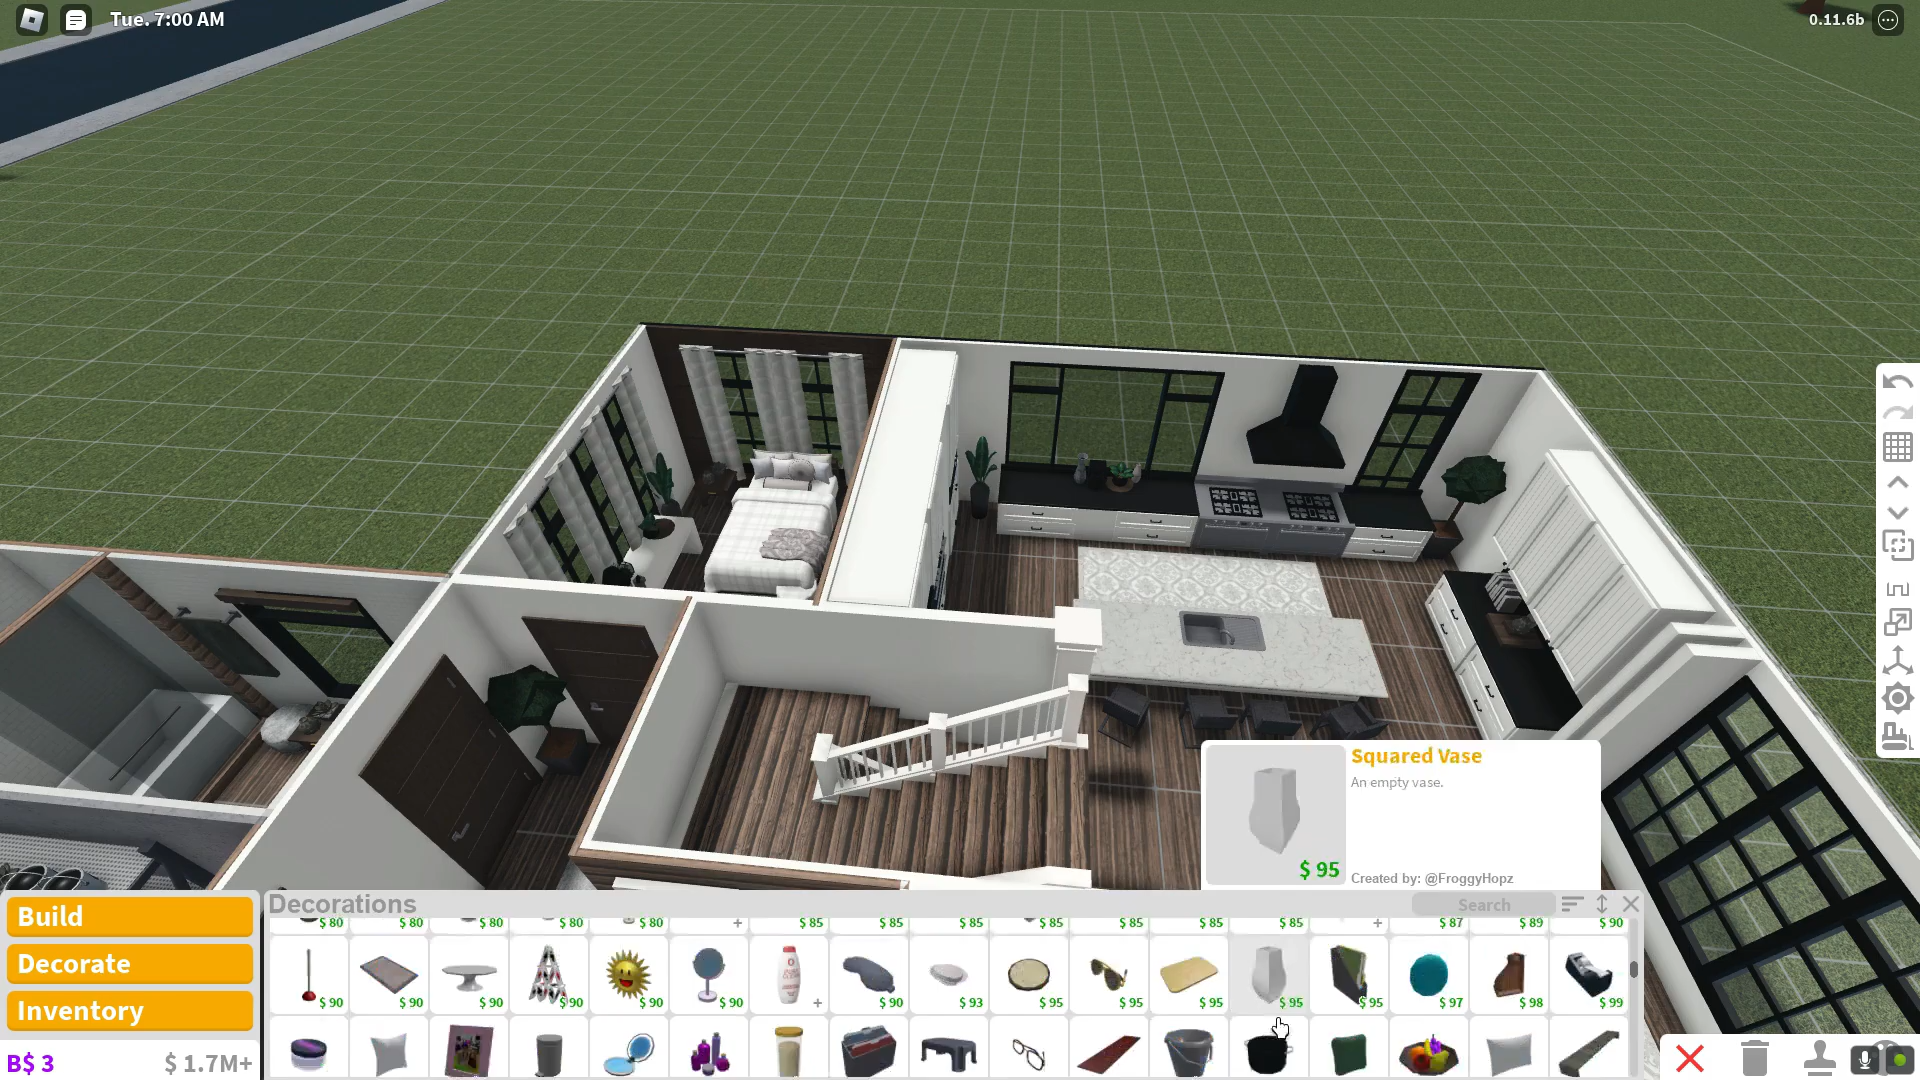 Tue. 7:00 AM
0.11.6b
Squared Vase
An empty vase.
$ 95
Created by: @FroggyHopz
Decorations
Search
Build
Decorate
Inventory
B$ 3
$ 1.7M+
$ 80
$ 80
$ 80
$ 80
$ 80
+
$ 85
$ 85
$ 85
$ 85
$ 85
$ 85
$ 85
+
$ 87
$ 89
$ 90
$ 90
$ 90
$ 90
$ 90
$ 90
$ 90
+
$ 90
$ 93
$ 95
$ 95
$ 95
$ 95
$ 95
$ 97
$ 98
$ 99